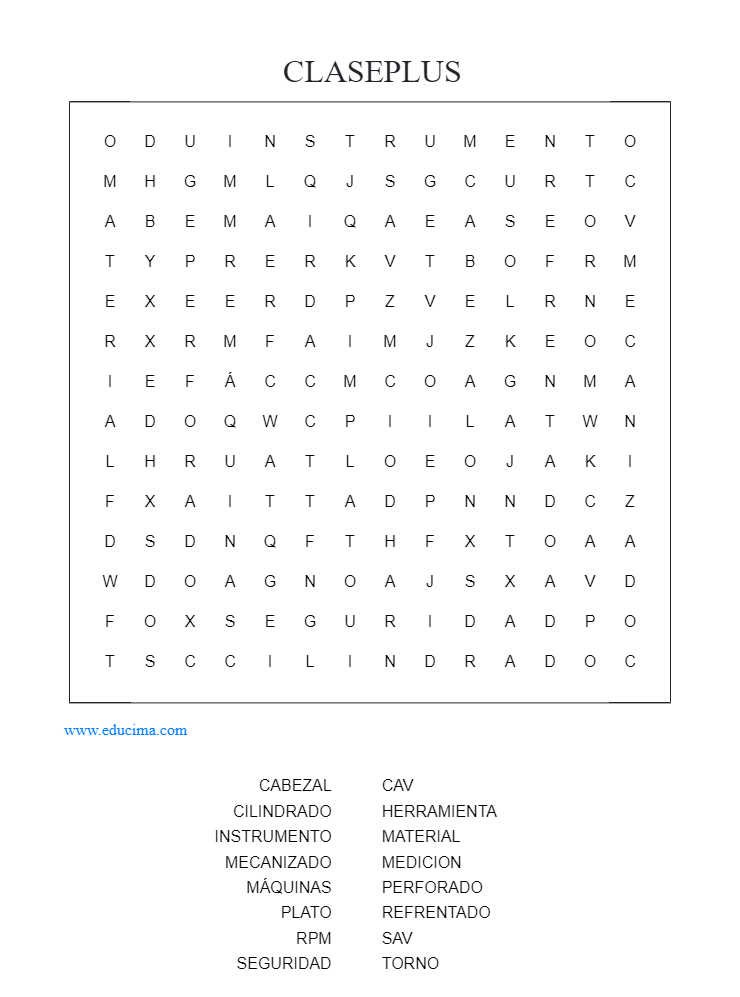 CLASEPLUS
O D U I N S T R U M E N T O
M H G M L Q J S G C U R T C
A B E M A I Q A E A S E O V
T Y P R E R K V T B O F R M
E X E E R D P Z V E L R N E
R X R M F A I M J Z K E O C
I E F Á C C M C O A G N M A
A D O Q W C P I I L A T W N
L H R U A T L O E O J A K I
F X A I T T A D P N N D C Z
D S D N Q F T H F X T O A A
W D O A G N O A J S X A V D
F O X S E G U R I D A D P O
T S C C I L I N D R A D O C
www.educima.com
CABEZAL CAV
CILINDRADO HERRAMIENTA
INSTRUMENTO MATERIAL
MECANIZADO MEDICION
MÁQUINAS PERFORADO
PLATO REFRENTADO
RPM SAV
SEGURIDAD TORNO